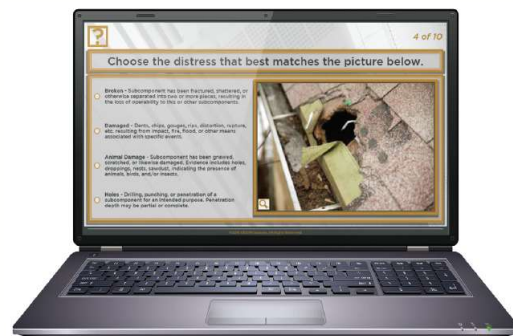 ?
4 of 10
Choose the distress that best matches the picture below.
Broken - Subcomponent has been fractured, shattered, or
otherwise separated into two or more pieces, resulting in
the loss of operability to this or other subcomponents.
Damaged - Dents, chips, gouges, rips, distortion, rupture,
etc. resulting from impact, fire, flood, or other means
associated with specific events.
Animal Damage - Subcomponent has been gnawed,
scratched, or likewise damaged. Evidence includes holes,
droppings, nests, sawdust, indicating the presence of
animals, birds, and/or insects.
Holes - Drilling, punching, or penetration of a
subcomponent for an intended purpose. Penetration
depth may be partial or complete.